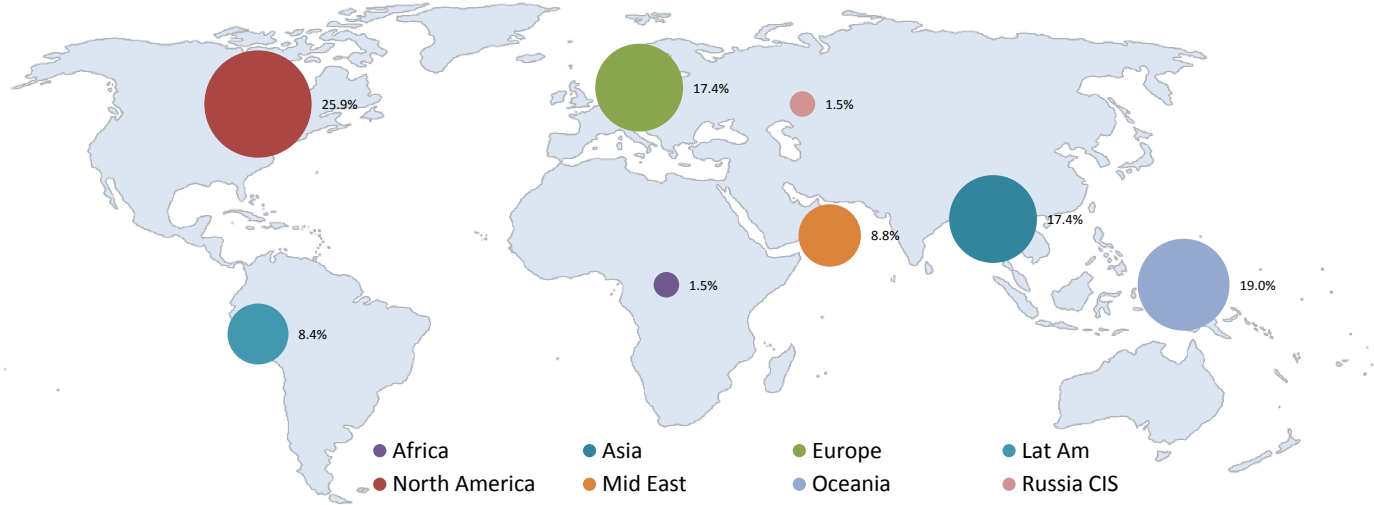 25.9%
17.4%
1.5%
17.4%
8.8%
1.5%
19.0%
8.4%
Africa
Asia
Europe
Lat Am
North America
Mid East
Oceania
Russia CIS